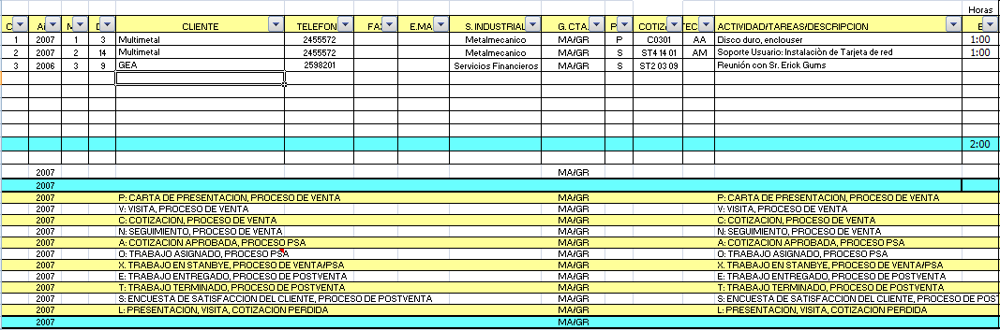 Horas
C AÑ M D CLIENTE TELEFON FA E.MA S. INDUSTRIAL G. CTA. P COTIZ TEC ACTIVIDAD/TAREAS/DESCRIPCION E
1 2007 1 3 Multimetal 2455572 Metalmecanico MA/GR P C0301 AA Disco duro, enclouser 1:00
2 2007 2 14 Multimetal 2455572 Metalmecanico MA/GR S ST4 14 01 AM Soporte Usuario: Instalaciòn de Tarjeta de red 1:00
3 2006 3 9 GEA 2598201 Servicios Financieros MA/GR S ST2 03 09 Reunión con Sr. Erick Gums
2:00
2007 MA/GR
2007
2007 P: CARTA DE PRESENTACION, PROCESO DE VENTA MA/GR P: CARTA DE PRESENTACION, PROCESO DE VENTA
2007 V: VISITA, PROCESO DE VENTA MA/GR V: VISITA, PROCESO DE VENTA
2007 C: COTIZACION, PROCESO DE VENTA MA/GR C: COTIZACION, PROCESO DE VENTA
2007 N: SEGUIMIENTO, PROCESO DE VENTA MA/GR N: SEGUIMIENTO, PROCESO DE VENTA
2007 A: COTIZACION APROBADA, PROCESO PSA MA/GR A: COTIZACION APROBADA, PROCESO PSA
2007 O: TRABAJO ASIGNADO, PROCESO PSA MA/GR O: TRABAJO ASIGNADO, PROCESO PSA
2007 X. TRABAJO EN STANBYE, PROCESO DE VENTA/PSA MA/GR X. TRABAJO EN STANBYE, PROCESO DE VENTA/PSA
2007 E: TRABAJO ENTREGADO, PROCESO DE POSTVENTA MA/GR E: TRABAJO ENTREGADO, PROCESO DE POSTVENTA
2007 T: TRABAJO TERMINADO, PROCESO DE POSTVENTA MA/GR T: TRABAJO TERMINADO, PROCESO DE POSTVENTA
2007 S: ENCUESTA DE SATISFACCION DEL CLIENTE, PROCESO DE POSTVENTA MA/GR S: ENCUESTA DE SATISFACCION DEL CLIENTE, PROCESO DE POST
2007 L: PRESENTACION, VISITA, COTIZACION PERDIDA MA/GR L: PRESENTACION, VISITA, COTIZACION PERDIDA
2007 MA/GR